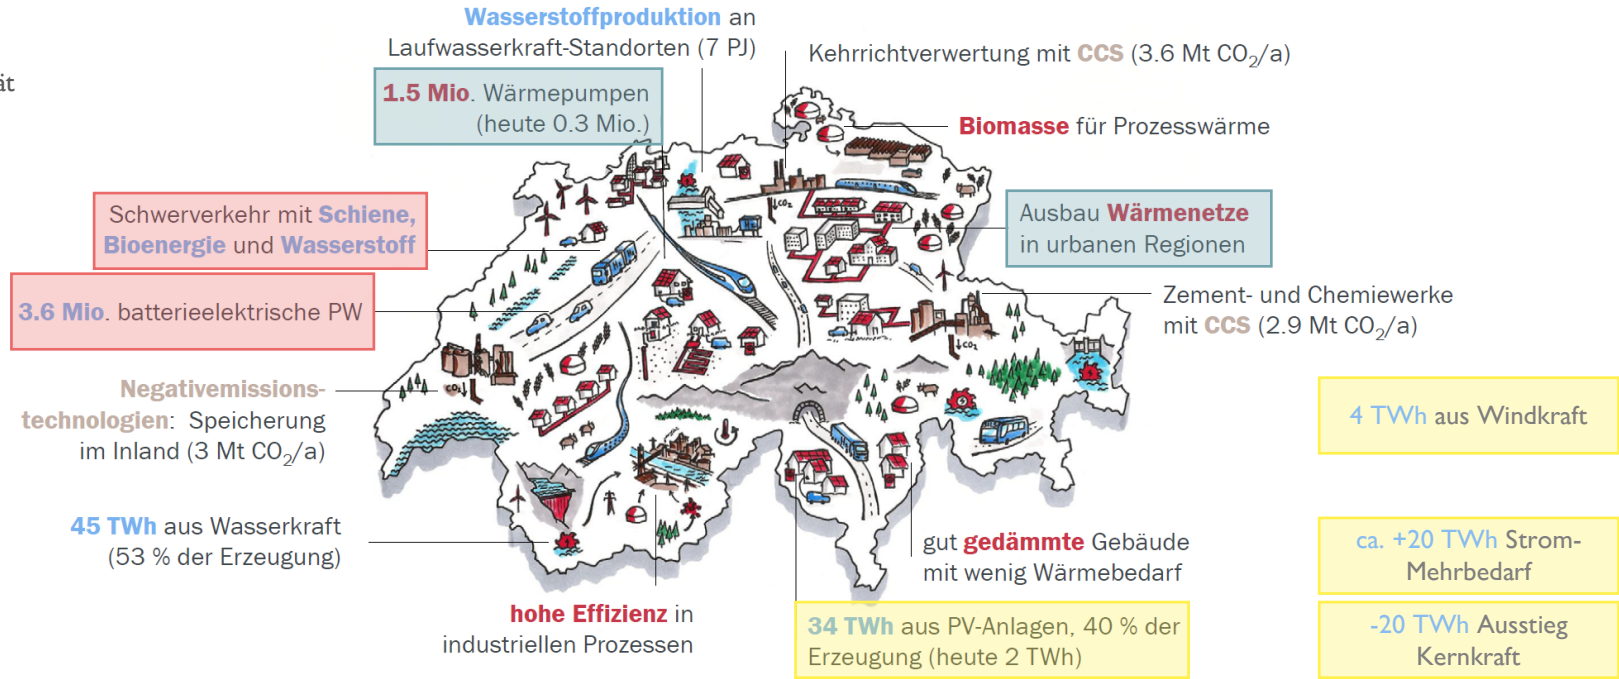 Wasserstoffproduktion an
Laufwasserkraft-Standorten (7 PJ)
Kehrrichtverwertung mit CCS (3.6 Mt CO₂/a)
ät
1.5 Mio. Wärmepumpen
(heute 0.3 Mio.)
Biomasse für Prozesswärme
Schwerverkehr mit Schiene,
Bioenergie und Wasserstoff
CO₂
Ausbau Wärmenetze
in urbanen Regionen
3.6 Mio. batterieelektrische PW
Zement- und Chemiewerke
mit CCS (2.9 Mt CO₂/a)
CO₂
Negativemissions-
technologien: Speicherung
im Inland (3 Mt CO₂/a)
CO₂
4 TWh aus Windkraft
45 TWh aus Wasserkraft
(53 % der Erzeugung)
gut gedämmte Gebäude
mit wenig Wärmebedarf
ca. +20 TWh Strom-
Mehrbedarf
hohe Effizienz in
industriellen Prozessen
34 TWh aus PV-Anlagen, 40 % der
Erzeugung (heute 2 TWh)
-20 TWh Ausstieg
Kernkraft